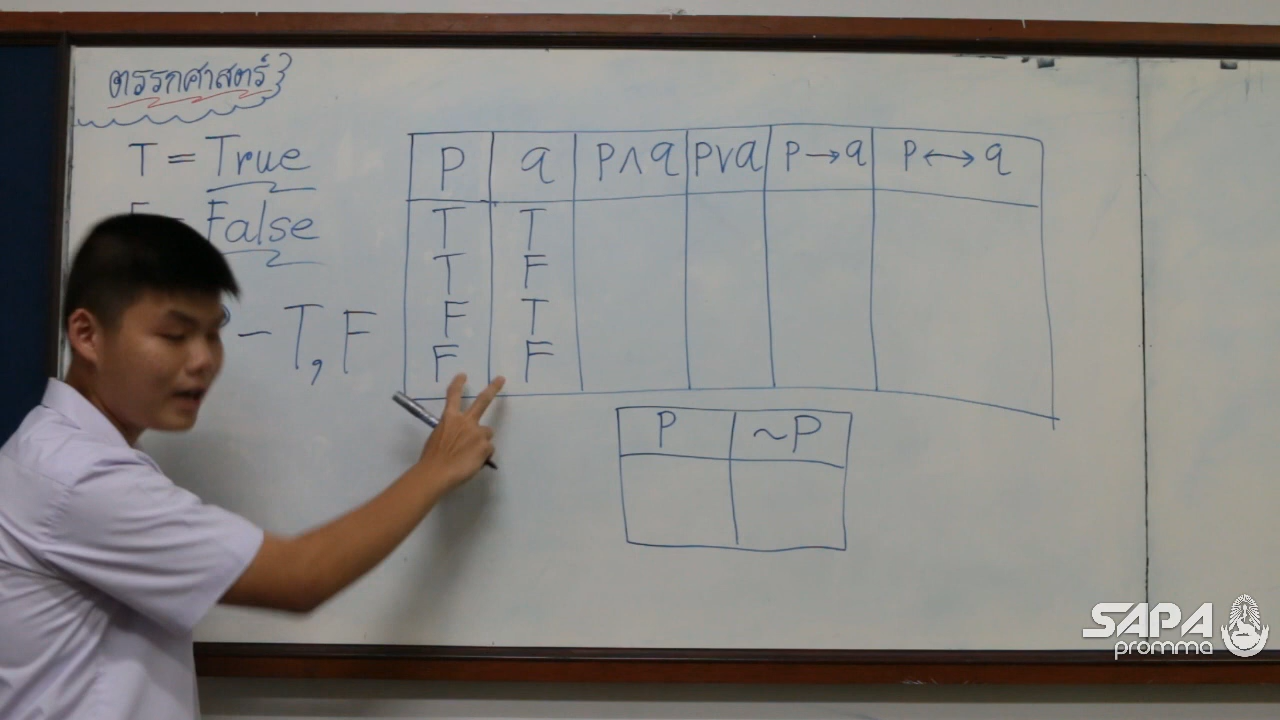 ตรรกศาสตร์
T = True
False
- T, F
P q P∧q P∨q P→q P↔q
T T
T F
F T
F F
P ~P
SAPA
promma